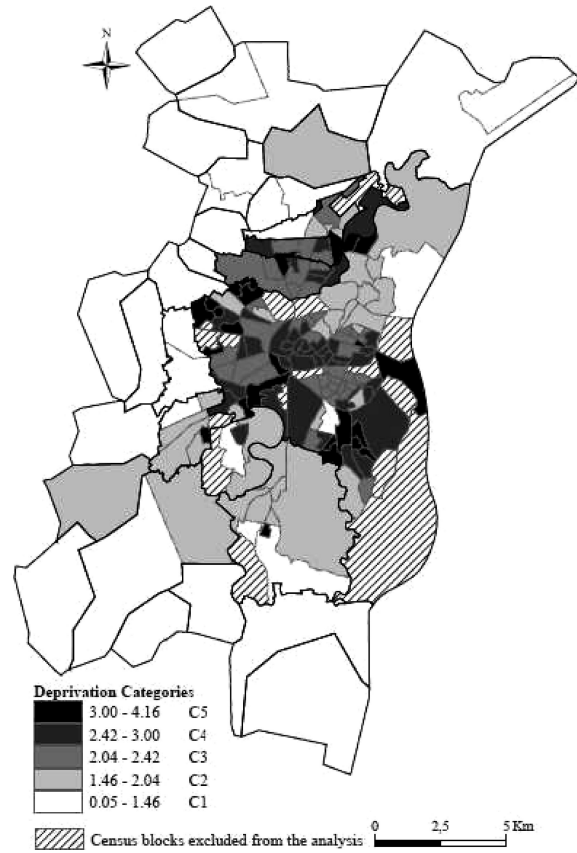 N
Deprivation Categories
3.00 - 4.16 C5
2.42 - 3.00 C4
2.04 - 2.42 C3
1.46 - 2.04 C2
0.05 - 1.46 C1
Census blocks excluded from the analysis
0 2,5 5 Km